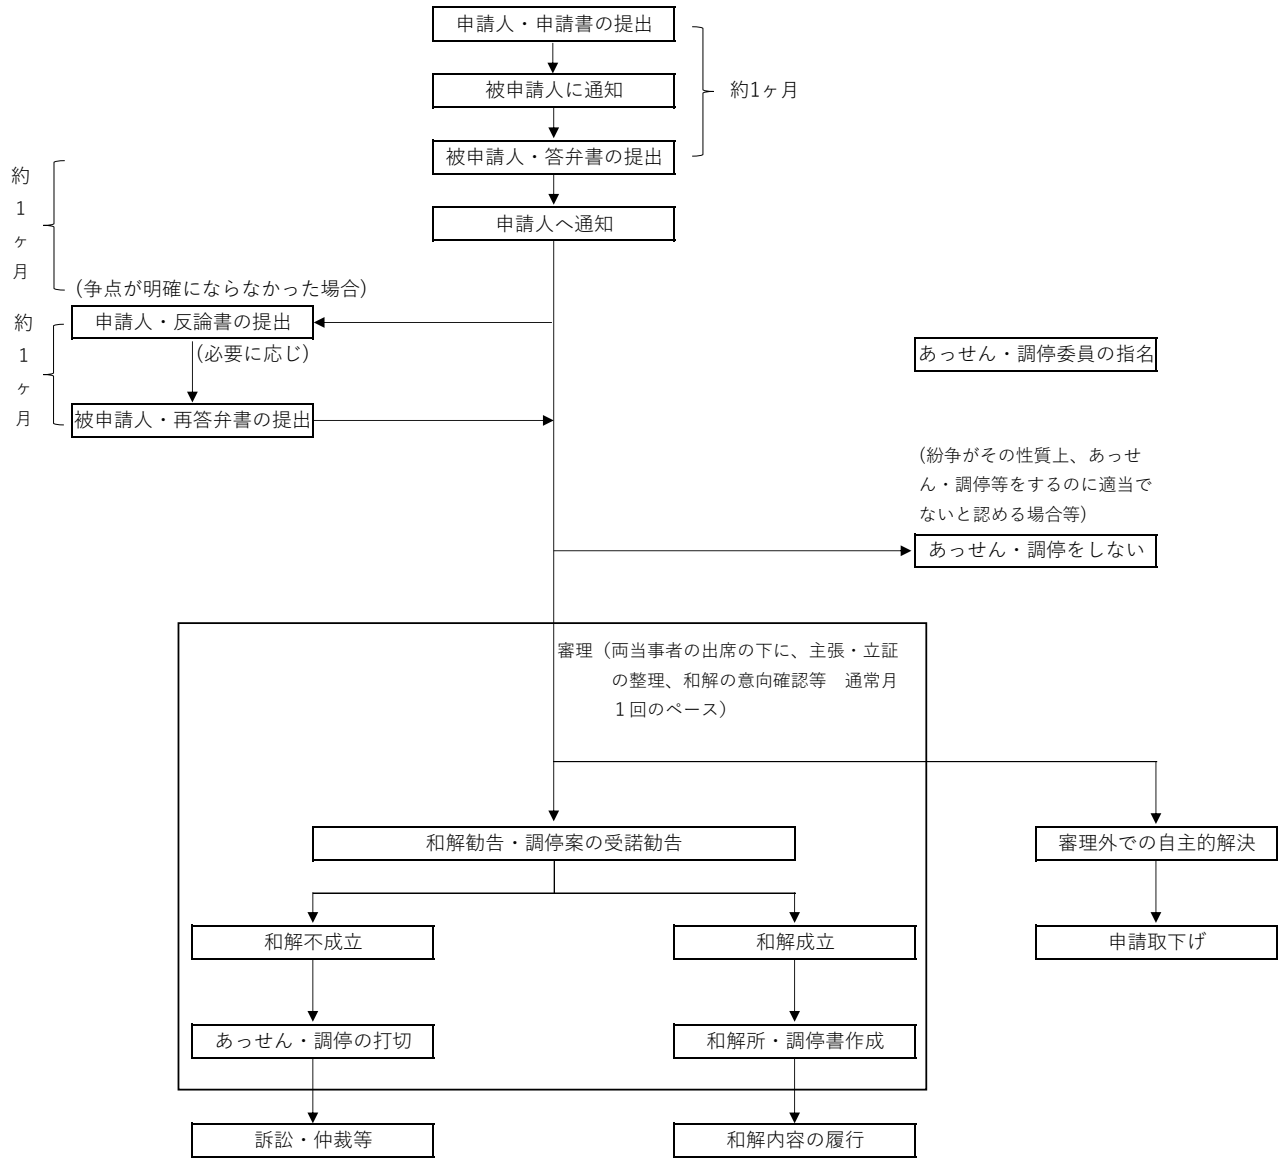 申請人・申請書の提出
被申請人に通知
約1ヶ月
被申請人・答弁書の提出
申請人へ通知
約
1
ヶ
月
(争点が明確にならなかった場合)
申請人・反論書の提出
(必要に応じ)
約
1
ヶ
月
被申請人・再答弁書の提出
あっせん・調停委員の指名
(紛争がその性質上、あっせ
ん・調停等をするのに適当で
ないと認める場合等)
あっせん・調停をしない
審理（両当事者の出席の下に、主張・立証
の整理、和解の意向確認等　通常月
１回のペース）
和解勧告・調停案の受諾勧告
審理外での自主的解決
和解不成立
和解成立
申請取下げ
あっせん・調停の打切
和解所・調停書作成
訴訟・仲裁等
和解内容の履行